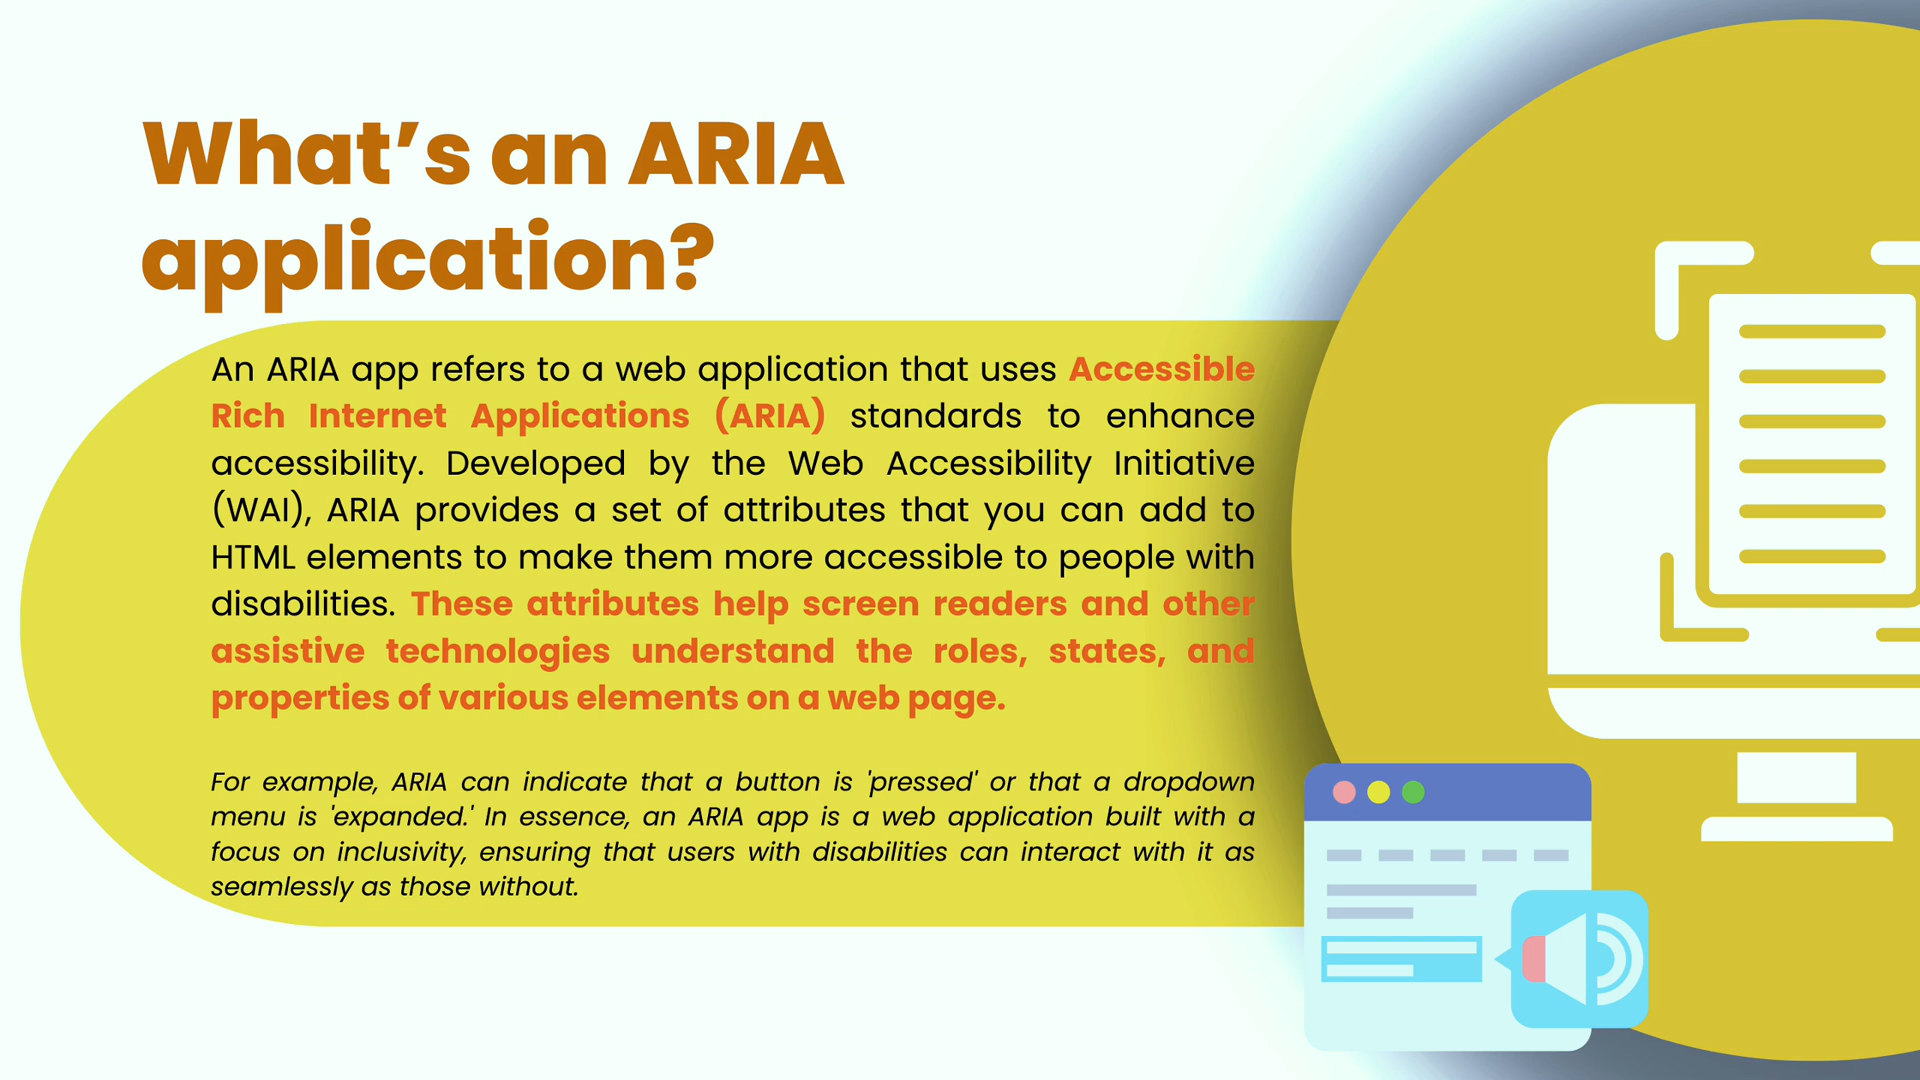 What’s an ARIA
application?
An ARIA app refers to a web application that uses Accessible
Rich Internet Applications (ARIA) standards to enhance
accessibility. Developed by the Web Accessibility Initiative
(WAI), ARIA provides a set of attributes that you can add to
HTML elements to make them more accessible to people with
disabilities. These attributes help screen readers and other
assistive technologies understand the roles, states, and
properties of various elements on a web page.
For example, ARIA can indicate that a button is 'pressed' or that a dropdown
menu is 'expanded.' In essence, an ARIA app is a web application built with a
focus on inclusivity, ensuring that users with disabilities can interact with it as
seamlessly as those without.